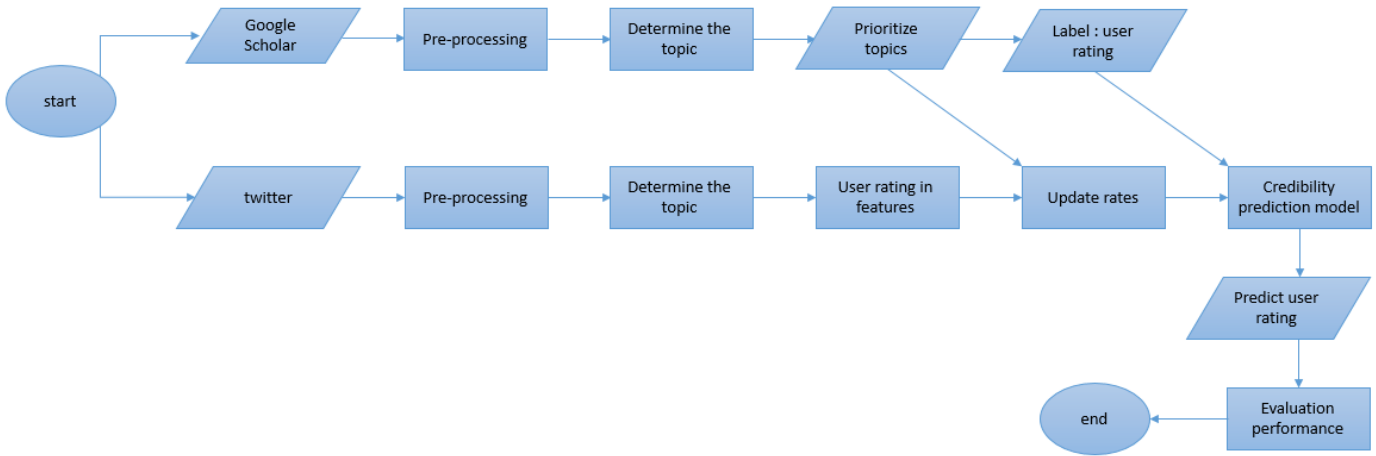 Google
Scholar
Pre-processing
Determine the
topic
Prioritize
topics
Label : user
rating
start
twitter
Pre-processing
Determine the
topic
User rating in
features
Update rates
Credibility
prediction model
Predict user
rating
Evaluation
performance
end